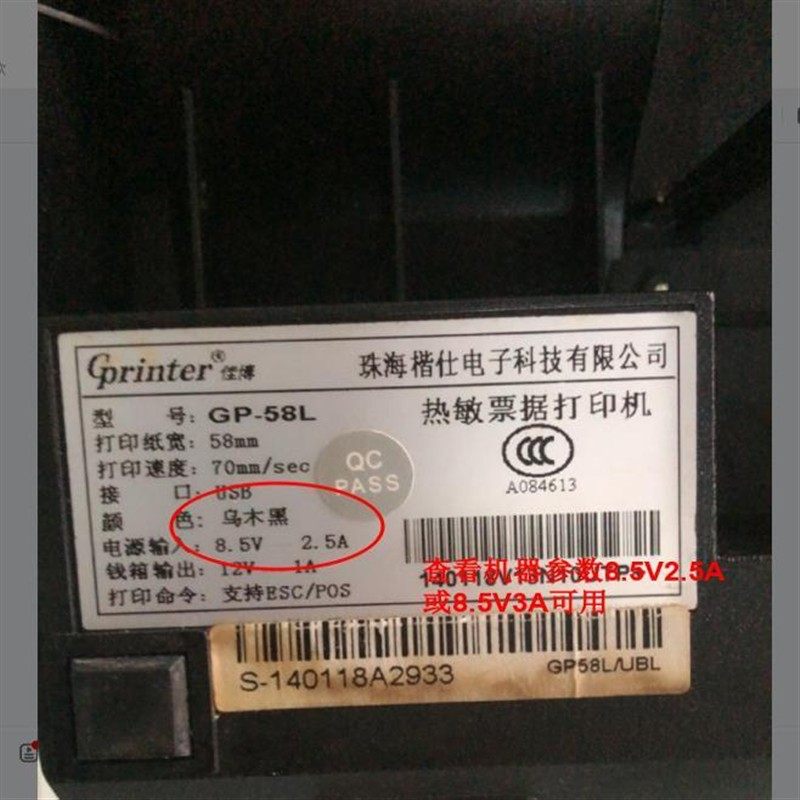 Gprinter® 佳博
珠海楷仕电子科技有限公司
型 号: GP-58L
热敏票据打印机
打印纸宽: 58mm
打印速度: 70mm/sec
QC
PASS
接 口: USB
A084613
颜 色: 乌木黑
电源输入: 8.5V 2.5A
钱箱输出: 12V 1A
打印命令: 支持ESC/POS
查看机器参数8.5V2.5A
或8.5V3A可用
S-140118A2933
GP58L/UBL